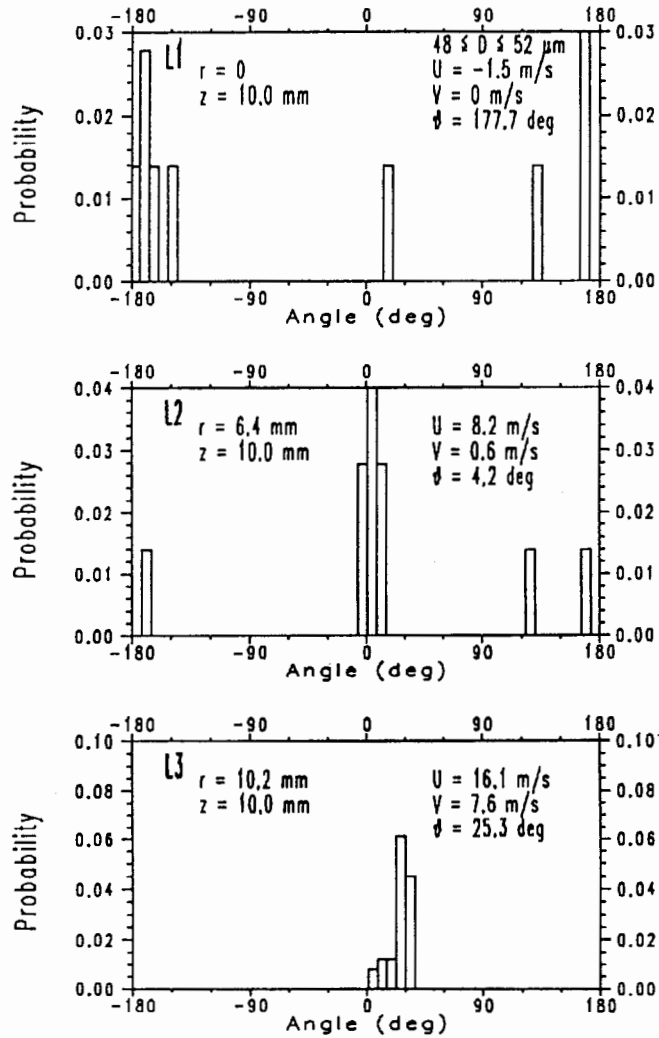 -180 -90 0 90 180
0.03 L1 48 ≤ D ≤ 52 µm 0.03
r = 0 U = -1.5 m/s
z = 10.0 mm V = 0 m/s
ϑ = 177.7 deg
0.02 0.02
Probability
0.01 0.01
0.00 0.00
-180 -90 0 90 180
Angle (deg)
-180 -90 0 90 180
0.04 L2 0.04
r = 6.4 mm U = 8.2 m/s
z = 10.0 mm V = 0.6 m/s
0.03 ϑ = 4.2 deg 0.03
Probability
0.02 0.02
0.01 0.01
0.00 0.00
-180 -90 0 90 180
Angle (deg)
-180 -90 0 90 180
0.10 L3 0.10
r = 10.2 mm U = 16.1 m/s
z = 10.0 mm V = 7.6 m/s
0.08 ϑ = 25.3 deg 0.08
0.06 0.06
Probability
0.04 0.04
0.02 0.02
0.00 0.00
-180 -90 0 90 180
Angle (deg)